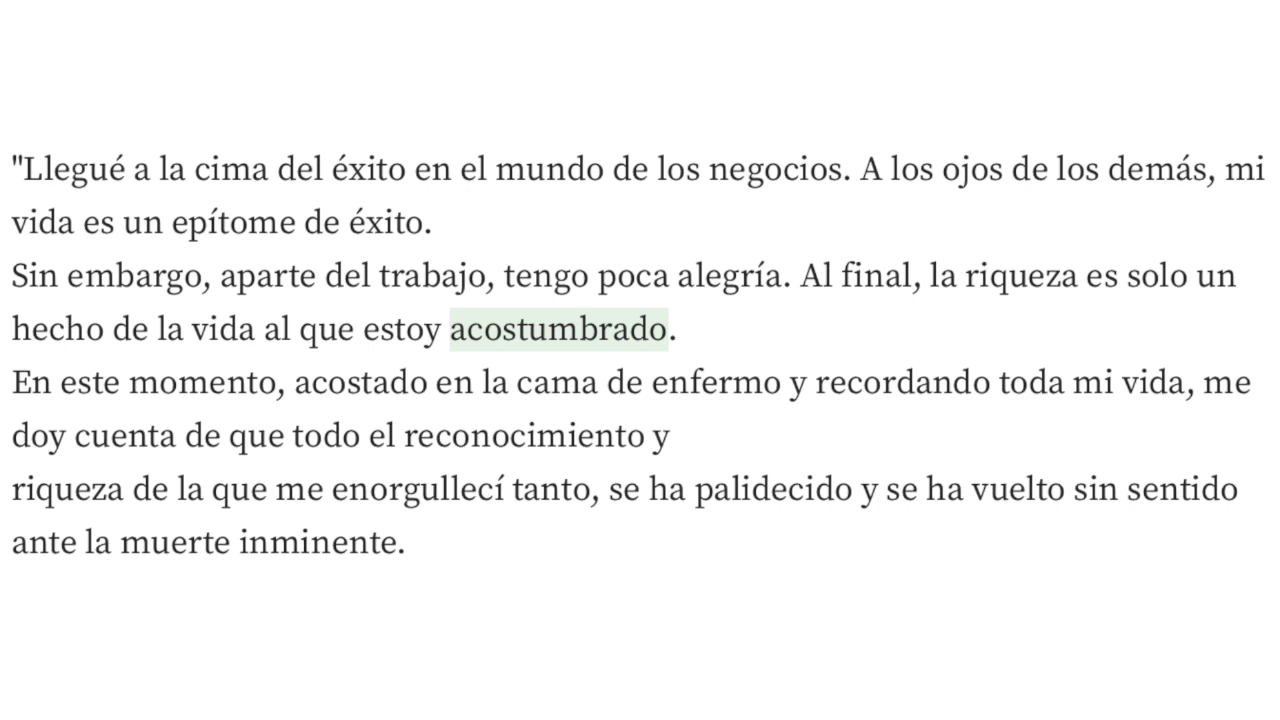 "Llegué a la cima del éxito en el mundo de los negocios. A los ojos de los demás, mi
vida es un epítome de éxito.
Sin embargo, aparte del trabajo, tengo poca alegría. Al final, la riqueza es solo un
hecho de la vida al que estoy acostumbrado.
En este momento, acostado en la cama de enfermo y recordando toda mi vida, me
doy cuenta de que todo el reconocimiento y
riqueza de la que me enorgullecí tanto, se ha palidecido y se ha vuelto sin sentido
ante la muerte inminente.